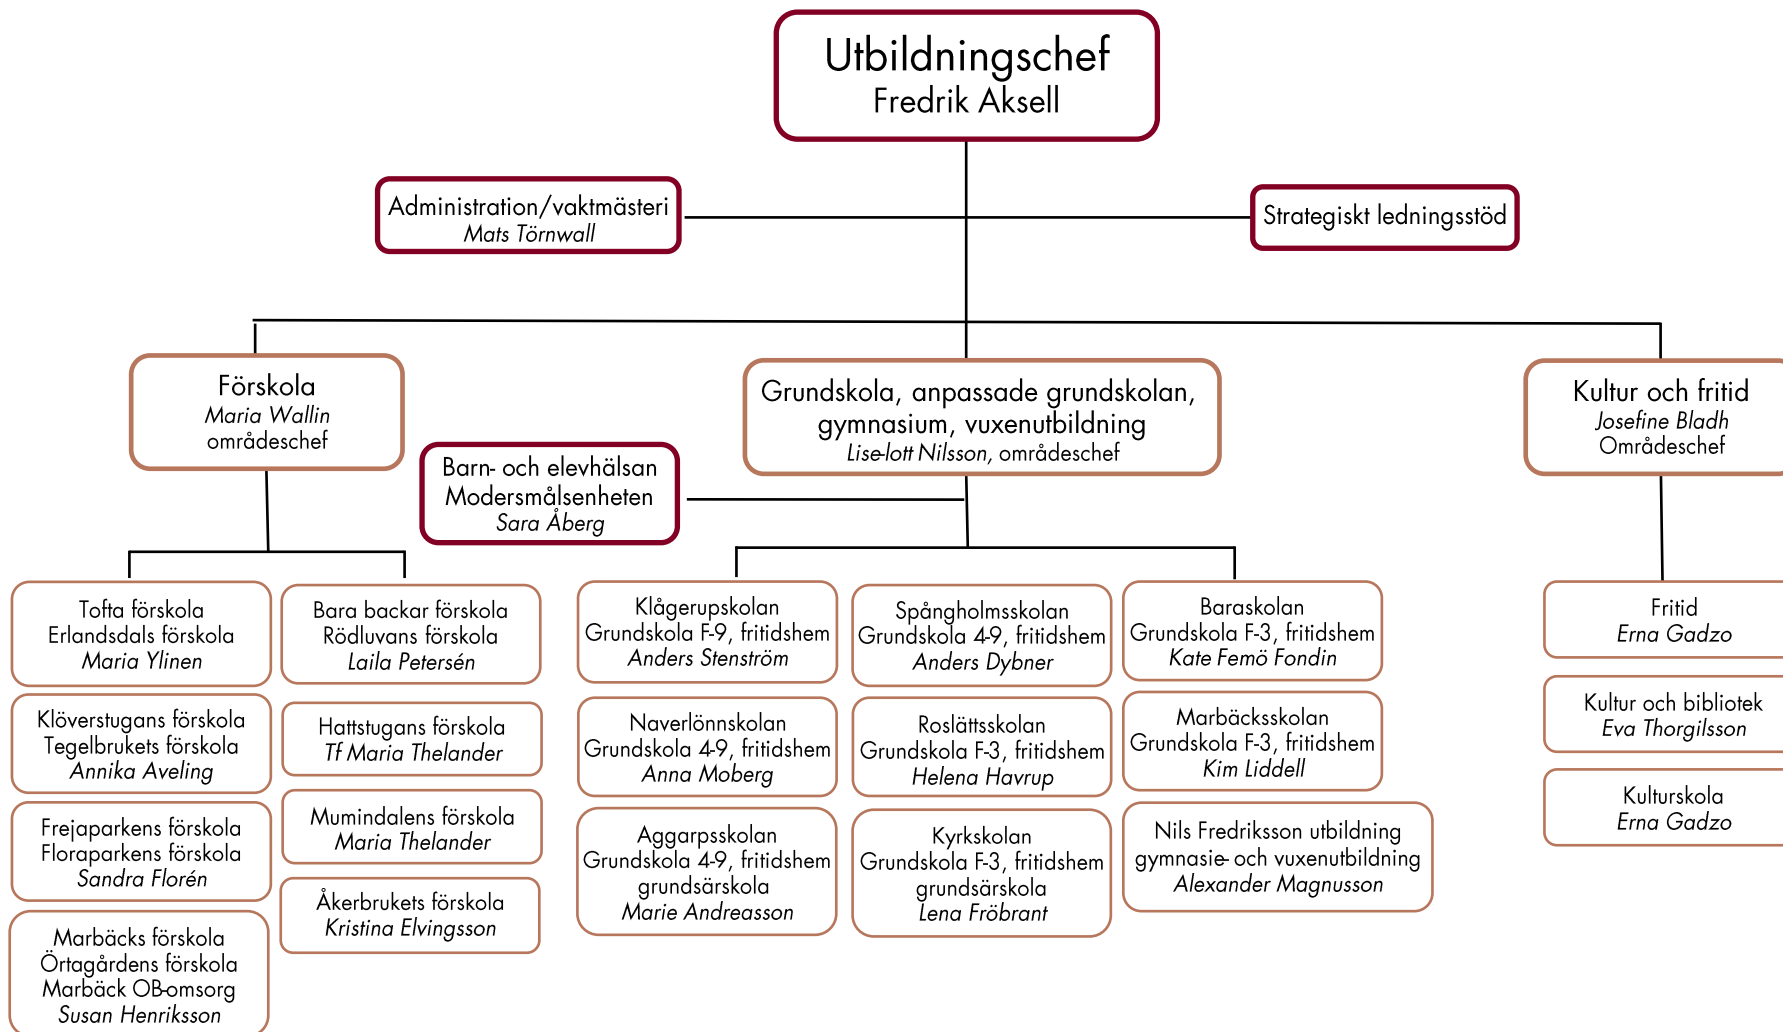 Utbildningschef
Fredrik Aksell
Administration/vaktmästeri
Mats Törnwall
Strategiskt ledningsstöd
Förskola
Maria Wallin
områdeschef
Grundskola, anpassade grundskolan,
gymnasium, vuxenutbildning
Lise-lott Nilsson, områdeschef
Kultur och fritid
Josefine Bladh
Områdeschef
Barn- och elevhälsan
Modersmålsenheten
Sara Åberg
Tofta förskola
Erlandsdals förskola
Maria Ylinen
Klöverstugans förskola
Tegelbrukets förskola
Annika Aveling
Frejaparkens förskola
Floraparkens förskola
Sandra Florén
Marbäcks förskola
Örtagårdens förskola
Marbäck OB-omsorg
Susan Henriksson
Bara backar förskola
Rödluvans förskola
Laila Petersén
Hattstugans förskola
Tf Maria Thelander
Mumindalens förskola
Maria Thelander
Åkerbrukets förskola
Kristina Elvingsson
Klågerupskolan
Grundskola F-9, fritidshem
Anders Stenström
Naverlönnskolan
Grundskola 4-9, fritidshem
Anna Moberg
Aggarpsskolan
Grundskola 4-9, fritidshem
grundsärskola
Marie Andreasson
Spångholmsskolan
Grundskola 4-9, fritidshem
Anders Dybner
Roslättsskolan
Grundskola F-3, fritidshem
Helena Havrup
Kyrkskolan
Grundskola F-3, fritidshem
grundsärskola
Lena Fröbrant
Baraskolan
Grundskola F-3, fritidshem
Kate Femö Fondin
Marbäcksskolan
Grundskola F-3, fritidshem
Kim Liddell
Nils Fredriksson utbildning
gymnasie- och vuxenutbildning
Alexander Magnusson
Fritid
Erna Gadzo
Kultur och bibliotek
Eva Thorgilsson
Kulturskola
Erna Gadzo